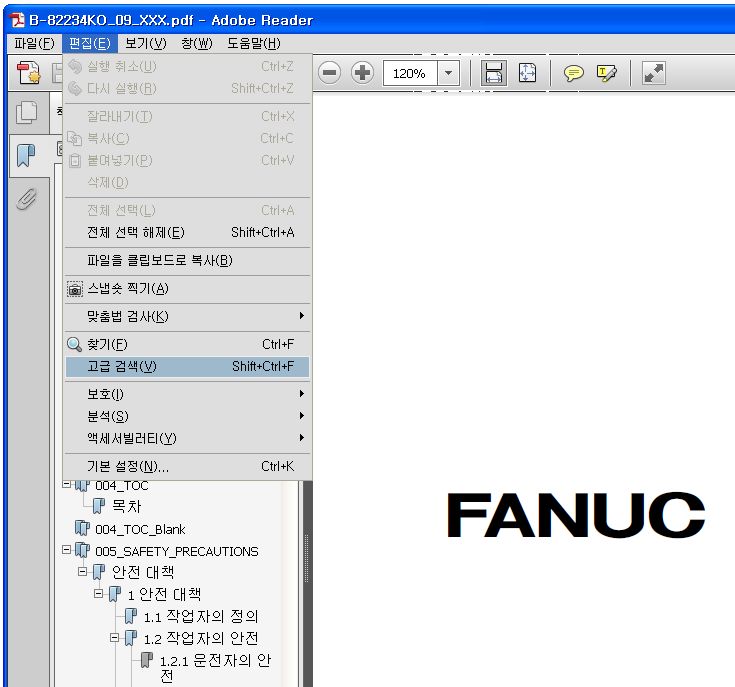 B-82234KO_09_XXX.pdf - Adobe Reader
파일(F) 편집(E) 보기(V) 창(W) 도움말(H)
120%
실행 취소(U) Ctrl+Z
다시 실행(R) Shift+Ctrl+Z
잘라내기(T) Ctrl+X
복사(C) Ctrl+C
붙여넣기(P) Ctrl+V
삭제(D)
전체 선택(L) Ctrl+A
전체 선택 해제(E) Shift+Ctrl+A
파일을 클립보드로 복사(B)
스냅숏 찍기(A)
맞춤법 검사(K)
찾기(F) Ctrl+F
고급 검색(V) Shift+Ctrl+F
보호(I)
분석(S)
액세서빌러티(Y)
기본 설정(N)... Ctrl+K
004_TOC
목차
004_TOC_Blank
005_SAFETY_PRECAUTIONS
안전 대책
1 안전 대책
1.1 작업자의 정의
1.2 작업자의 안전
1.2.1 운전자의 안
전
FANUC